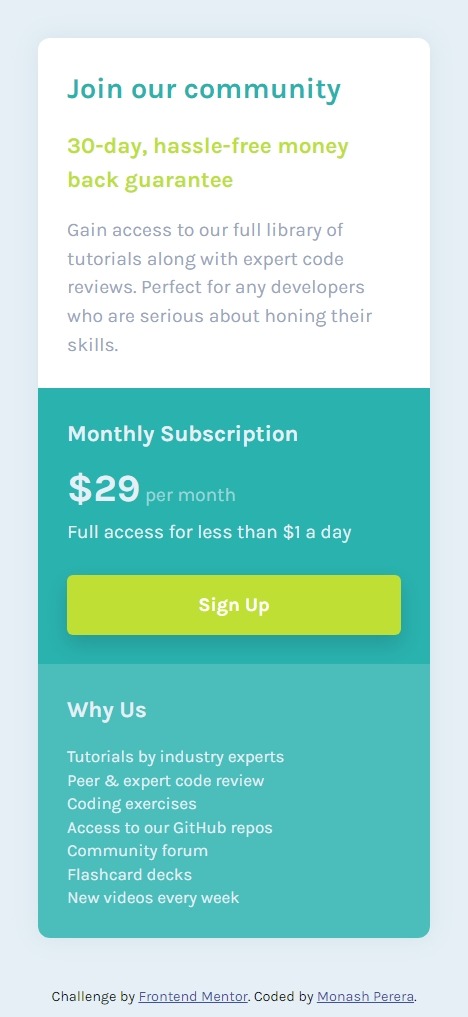 Join our community
30-day, hassle-free money
back guarantee
Gain access to our full library of
tutorials along with expert code
reviews. Perfect for any developers
who are serious about honing their
skills.
Monthly Subscription
$29 per month
Full access for less than $1 a day
Sign Up
Why Us
Tutorials by industry experts
Peer & expert code review
Coding exercises
Access to our GitHub repos
Community forum
Flashcard decks
New videos every week
Challenge by Frontend Mentor. Coded by Monash Perera.